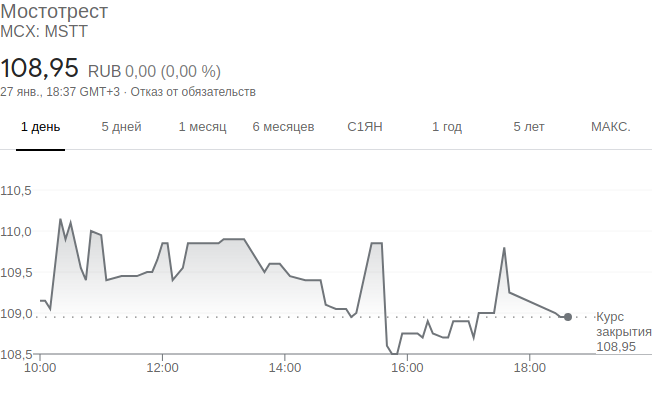 Мостотрест
MCX: MSTT
108,95 RUB 0,00 (0,00 %)
27 янв., 18:37 GMT+3 · Отказ от обязательств
1 день 5 дней 1 месяц 6 месяцев С1ЯН 1 год 5 лет МАКС.
110,5
110,0
109,5
109,0
Курс
закрытия
108,95
108,5
10:00 12:00 14:00 16:00 18:00